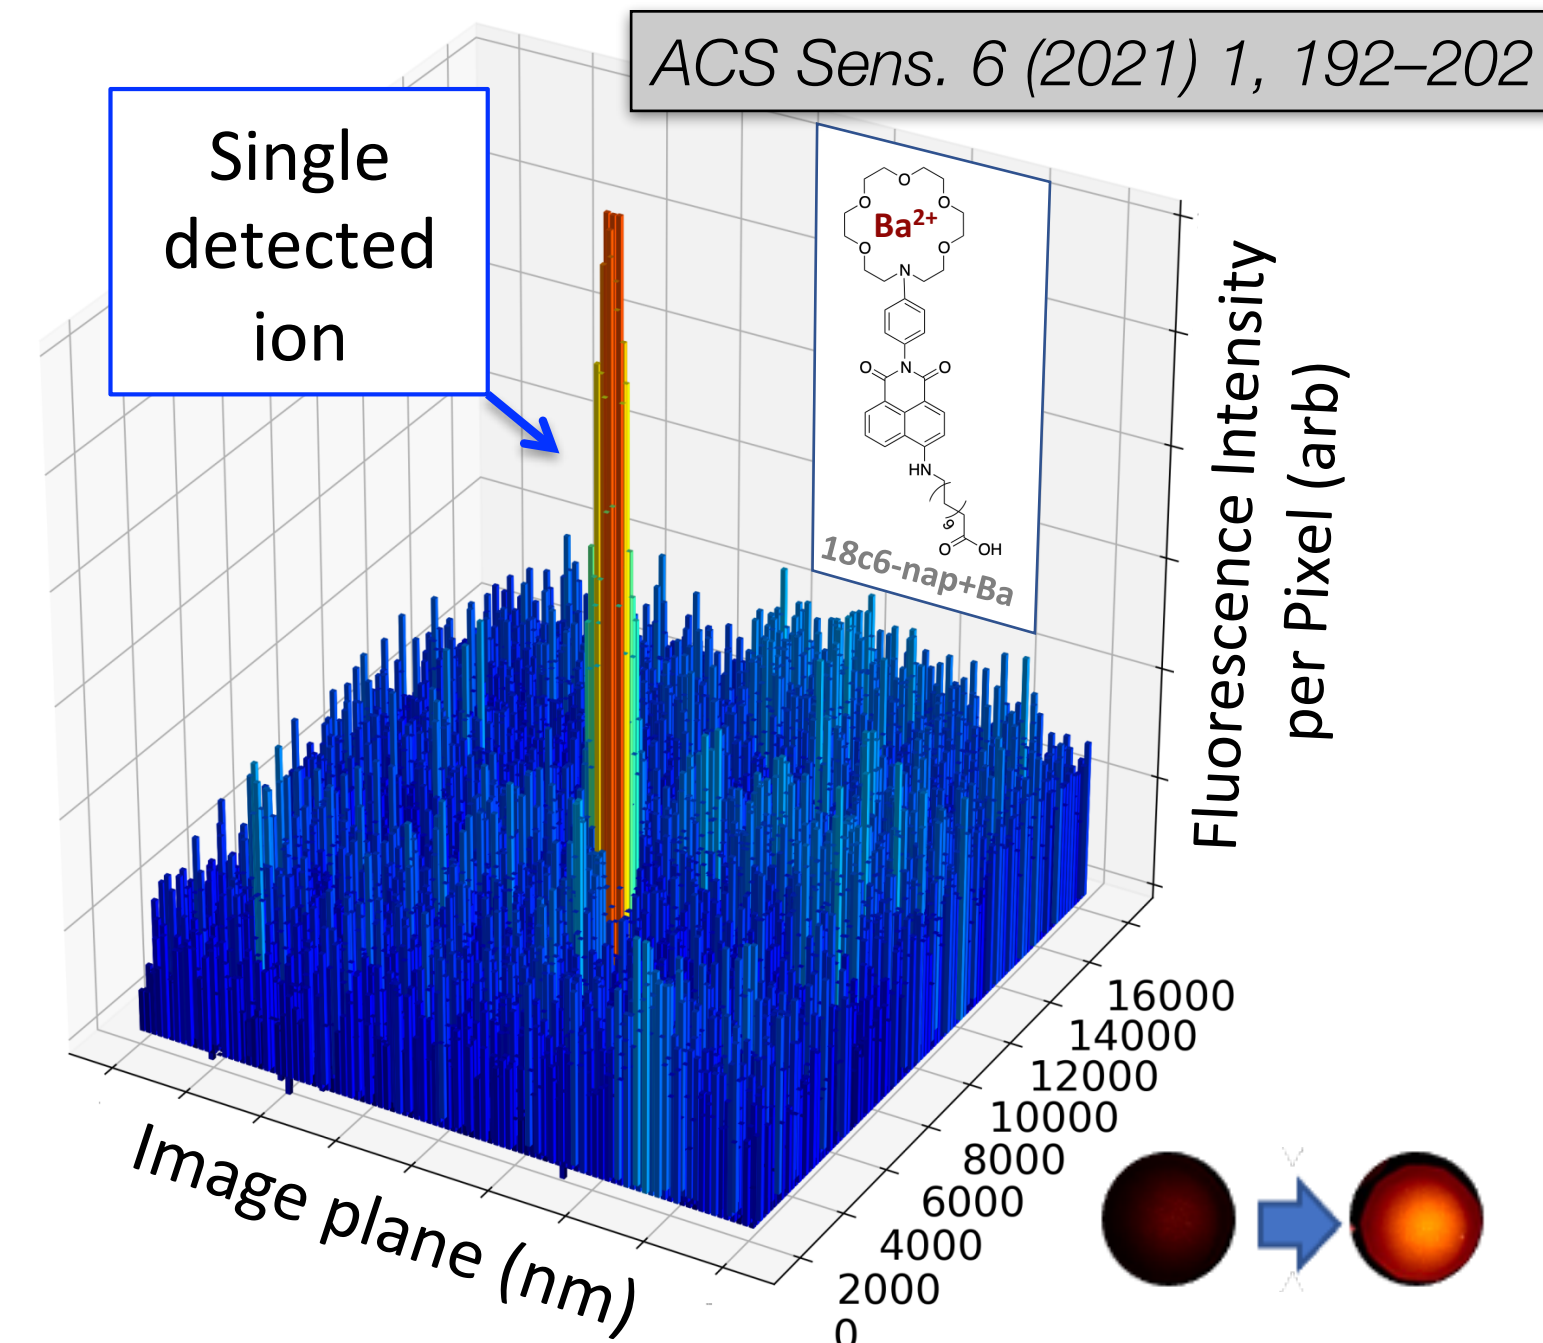 ACS Sens. 6 (2021) 1, 192–202
Single
detected
ion
O
O
O
Ba2+
O
O
N
N
O
O
HN
9
O
OH
18c6-nap+Ba
Fluorescence Intensity
per Pixel (arb)
16000
14000
12000
10000
8000
6000
4000
2000
0
Image plane (nm)